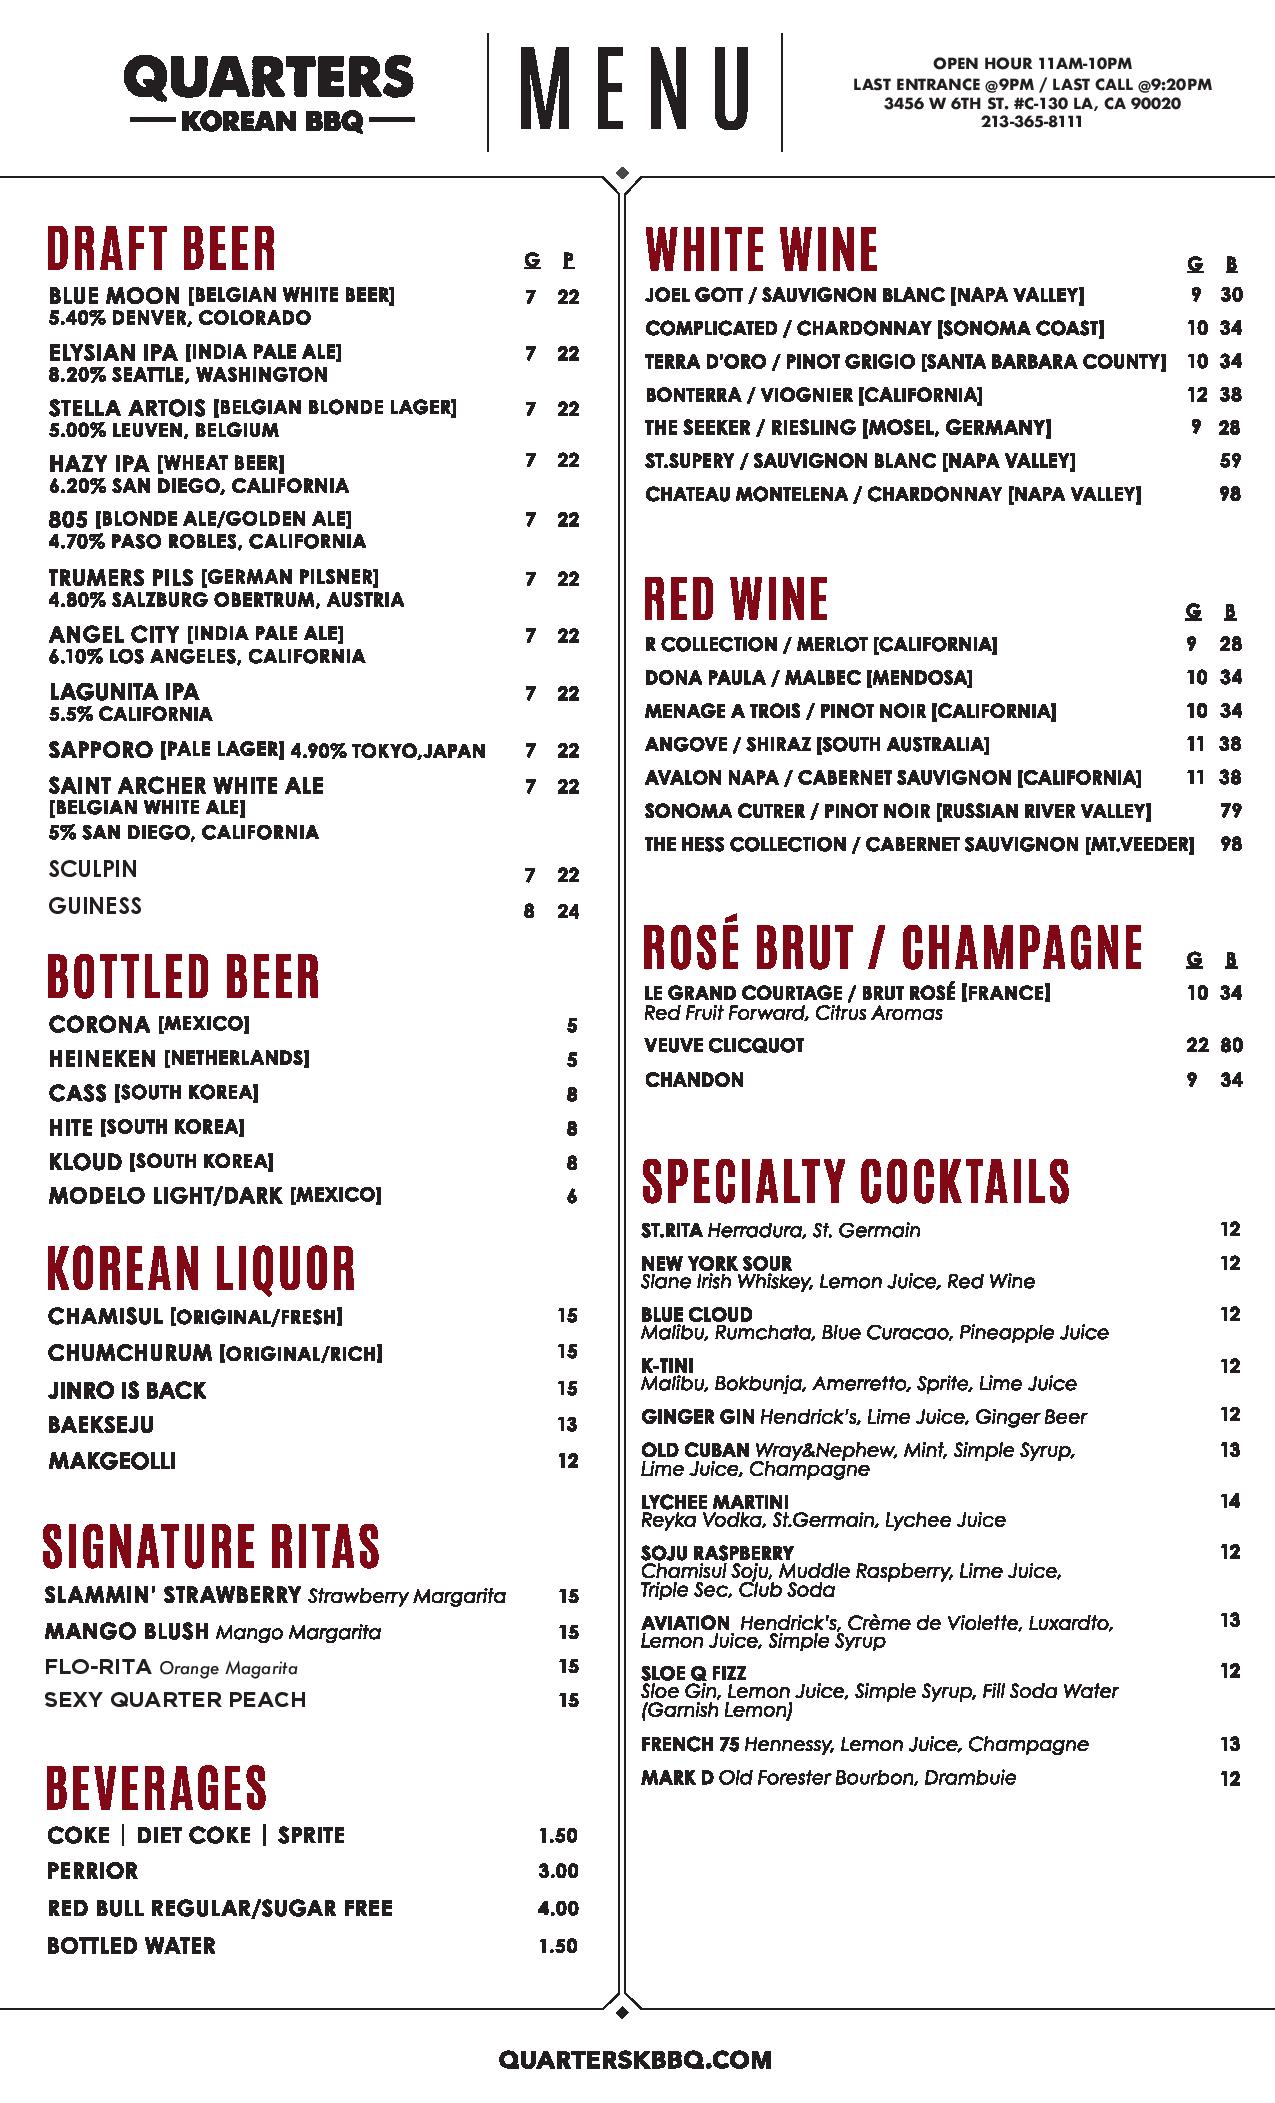 QUARTERS
KOREAN BBQ
MENU
OPEN HOUR 11AM-10PM
LAST ENTRANCE @9PM / LAST CALL @9:20PM
3456 W 6TH ST. #C-130 LA, CA 90020
213-365-8111
DRAFT BEER G P
BLUE MOON [BELGIAN WHITE BEER] 7 22
5.40% DENVER, COLORADO
ELYSIAN IPA [INDIA PALE ALE] 7 22
8.20% SEATTLE, WASHINGTON
STELLA ARTOIS [BELGIAN BLONDE LAGER] 7 22
5.00% LEUVEN, BELGIUM
HAZY IPA [WHEAT BEER] 7 22
6.20% SAN DIEGO, CALIFORNIA
805 [BLONDE ALE/GOLDEN ALE] 7 22
4.70% PASO ROBLES, CALIFORNIA
TRUMERS PILS [GERMAN PILSNER] 7 22
4.80% SALZBURG OBERTRUM, AUSTRIA
ANGEL CITY [INDIA PALE ALE] 7 22
6.10% LOS ANGELES, CALIFORNIA
LAGUNITA IPA 7 22
5.5% CALIFORNIA
SAPPORO [PALE LAGER] 4.90% TOKYO,JAPAN 7 22
SAINT ARCHER WHITE ALE 7 22
[BELGIAN WHITE ALE]
5% SAN DIEGO, CALIFORNIA
SCULPIN 7 22
GUINESS 8 24
BOTTLED BEER
CORONA [MEXICO] 5
HEINEKEN [NETHERLANDS] 5
CASS [SOUTH KOREA] 8
HITE [SOUTH KOREA] 8
KLOUD [SOUTH KOREA] 8
MODELO LIGHT/DARK [MEXICO] 6
KOREAN LIQUOR
CHAMISUL [ORIGINAL/FRESH] 15
CHUMCHURUM [ORIGINAL/RICH] 15
JINRO IS BACK 15
BAEKSEJU 13
MAKGEOLLI 12
SIGNATURE RITAS
SLAMMIN' STRAWBERRY Strawberry Margarita 15
MANGO BLUSH Mango Margarita 15
FLO-RITA Orange Magarita 15
SEXY QUARTER PEACH 15
BEVERAGES
COKE | DIET COKE | SPRITE 1.50
PERRIOR 3.00
RED BULL REGULAR/SUGAR FREE 4.00
BOTTLED WATER 1.50
WHITE WINE G B
JOEL GOTT / SAUVIGNON BLANC [NAPA VALLEY] 9 30
COMPLICATED / CHARDONNAY [SONOMA COAST] 10 34
TERRA D'ORO / PINOT GRIGIO [SANTA BARBARA COUNTY] 10 34
BONTERRA / VIOGNIER [CALIFORNIA] 12 38
THE SEEKER / RIESLING [MOSEL, GERMANY] 9 28
ST.SUPERY / SAUVIGNON BLANC [NAPA VALLEY] 59
CHATEAU MONTELENA / CHARDONNAY [NAPA VALLEY] 98
RED WINE G B
R COLLECTION / MERLOT [CALIFORNIA] 9 28
DONA PAULA / MALBEC [MENDOSA] 10 34
MENAGE A TROIS / PINOT NOIR [CALIFORNIA] 10 34
ANGOVE / SHIRAZ [SOUTH AUSTRALIA] 11 38
AVALON NAPA / CABERNET SAUVIGNON [CALIFORNIA] 11 38
SONOMA CUTRER / PINOT NOIR [RUSSIAN RIVER VALLEY] 79
THE HESS COLLECTION / CABERNET SAUVIGNON [MT.VEEDER] 98
ROSÉ BRUT / CHAMPAGNE G B
LE GRAND COURTAGE / BRUT ROSÉ [FRANCE] 10 34
Red Fruit Forward, Citrus Aromas
VEUVE CLICQUOT 22 80
CHANDON 9 34
SPECIALTY COCKTAILS
ST.RITA Herradura, St. Germain 12
NEW YORK SOUR 12
Slane Irish Whiskey, Lemon Juice, Red Wine
BLUE CLOUD 12
Malibu, Rumchata, Blue Curacao, Pineapple Juice
K-TINI 12
Malibu, Bokbunja, Amerretto, Sprite, Lime Juice
GINGER GIN Hendrick's, Lime Juice, Ginger Beer 12
OLD CUBAN Wray&Nephew, Mint, Simple Syrup, 13
Lime Juice, Champagne
LYCHEE MARTINI 14
Reyka Vodka, St.Germain, Lychee Juice
SOJU RASPBERRY 12
Chamisul Soju, Muddle Raspberry, Lime Juice,
Triple Sec, Club Soda
AVIATION Hendrick's, Crème de Violette, Luxardto, 13
Lemon Juice, Simple Syrup
SLOE Q FIZZ 12
Sloe Gin, Lemon Juice, Simple Syrup, Fill Soda Water
(Garnish Lemon)
FRENCH 75 Hennessy, Lemon Juice, Champagne 13
MARK D Old Forester Bourbon, Drambuie 12
QUARTERSKBBQ.COM